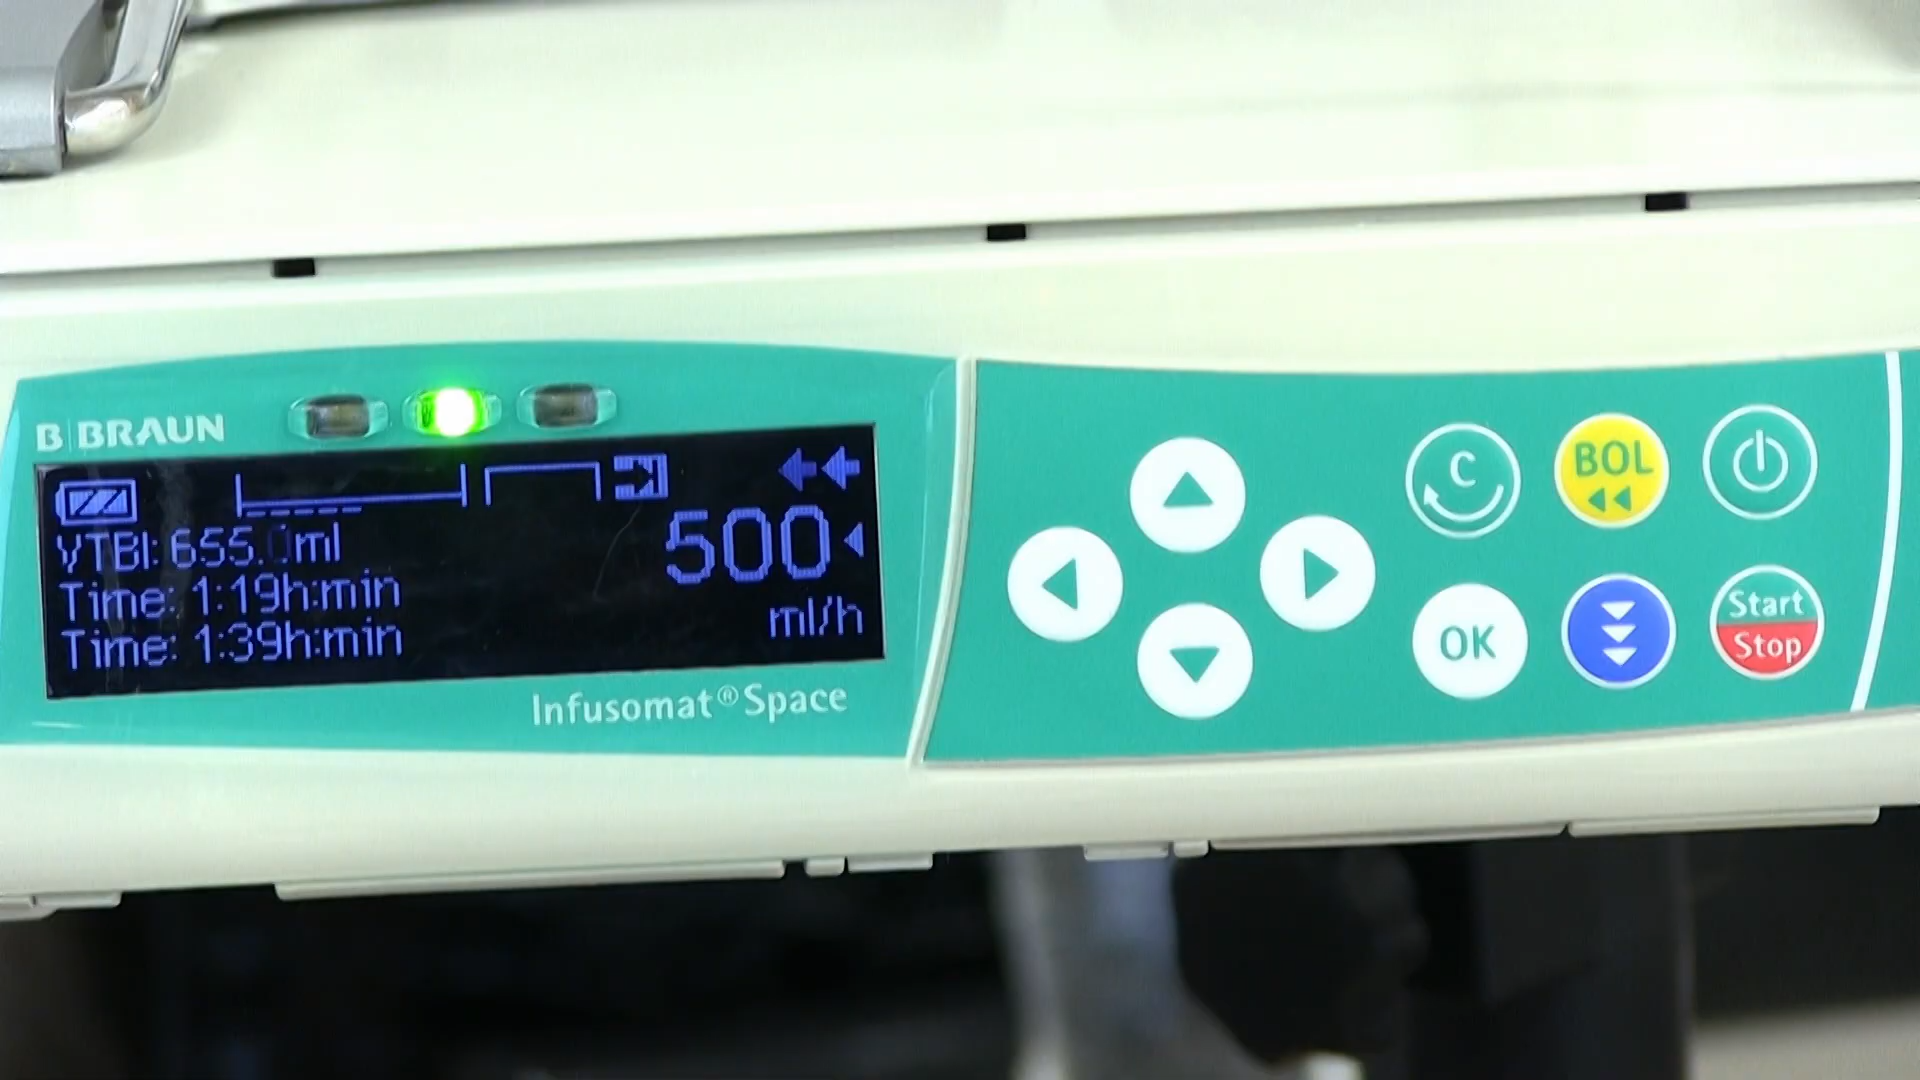 B|BRAUN
VTBI: 655.0ml
500
Time: 1:19h:min
ml/h
Time: 1:39h:min
Infusomat® Space
C
BOL
OK
Start
Stop